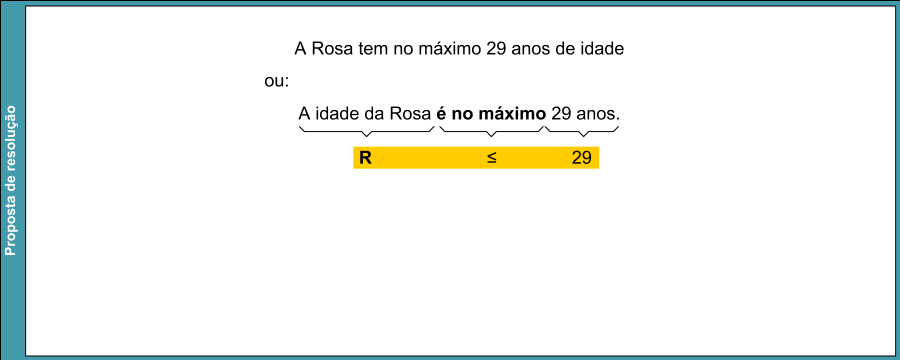 Proposta de resolução
A Rosa tem no máximo 29 anos de idade
ou:
A idade da Rosa é no máximo 29 anos.
R ≤ 29